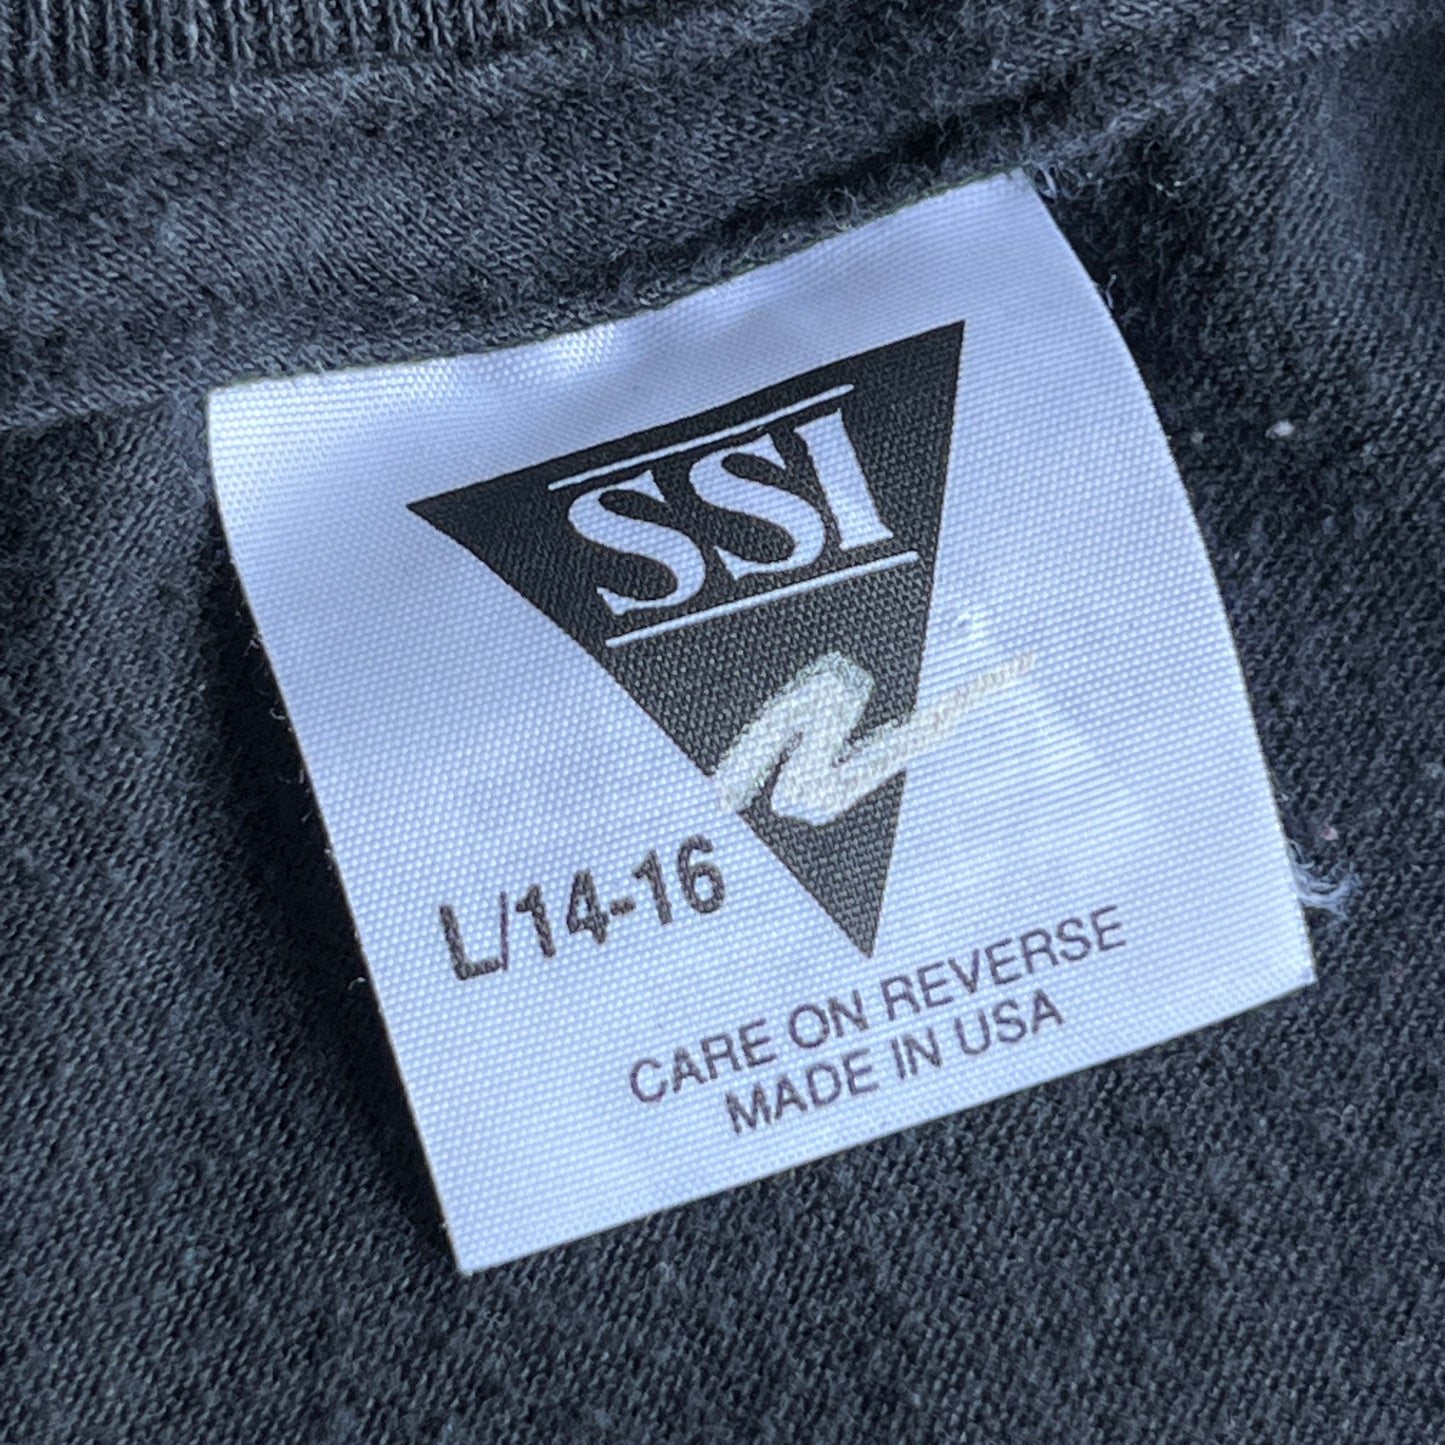 SSI
L/14-16
CARE ON REVERSE
MADE IN USA